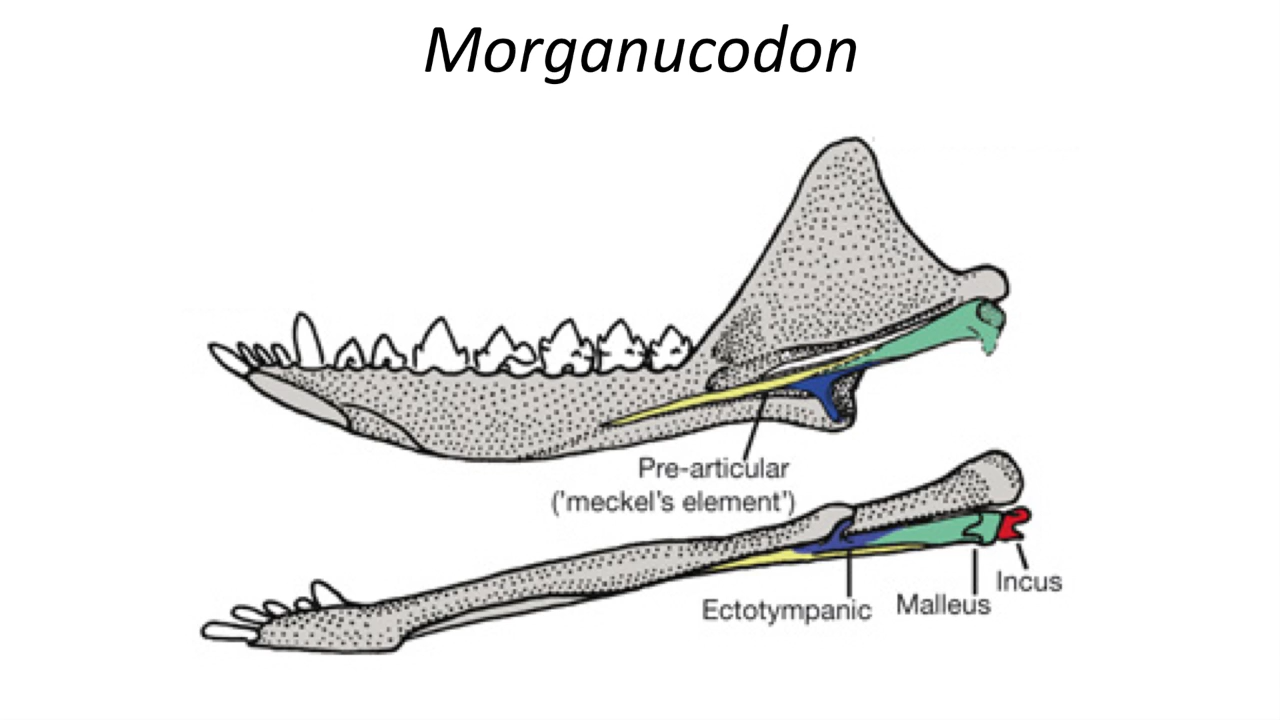 Morganucodon
Pre-articular
('meckel's element')
Ectotympanic
Malleus
Incus